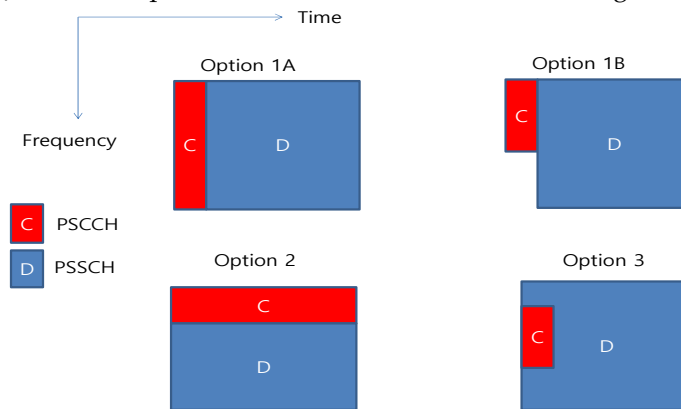 Time
Option 1A
Option 1B
C
D
C
D
Frequency
C PSCCH
D PSSCH
Option 2
Option 3
C
D
C
D